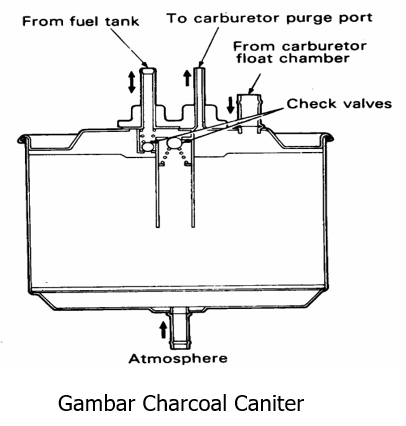 From fuel tank
To carburetor purge port
From carburetor
float chamber
Check valves
Atmosphere
Gambar Charcoal Caniter